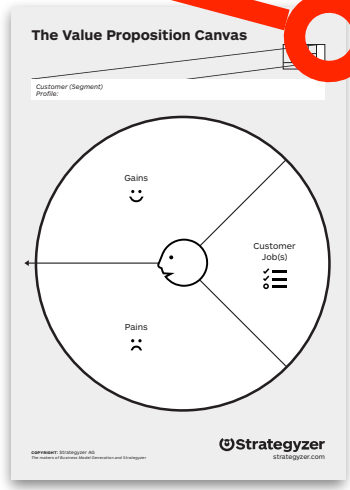 The Value Proposition Canvas
Customer (Segment)
Profile:
Gains
Customer
Job(s)
Pains
COPYRIGHT: Strategyzer AG
The makers of Business Model Generation and Strategyzer
Strategyzer
strategyzer.com